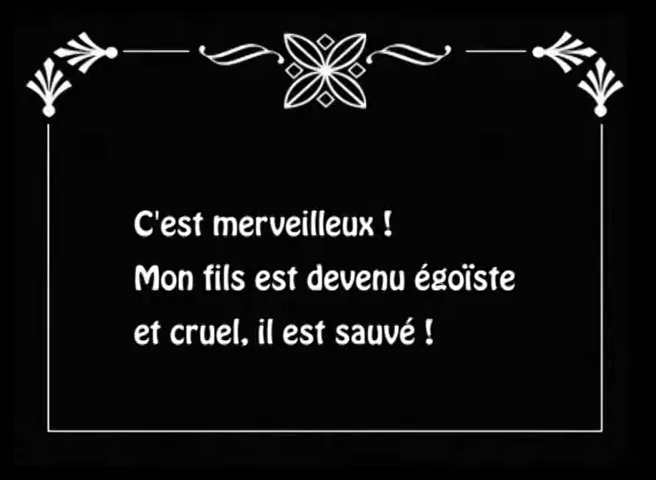 C'est merveilleux !
Mon fils est devenu égoïste
et cruel, il est sauvé !